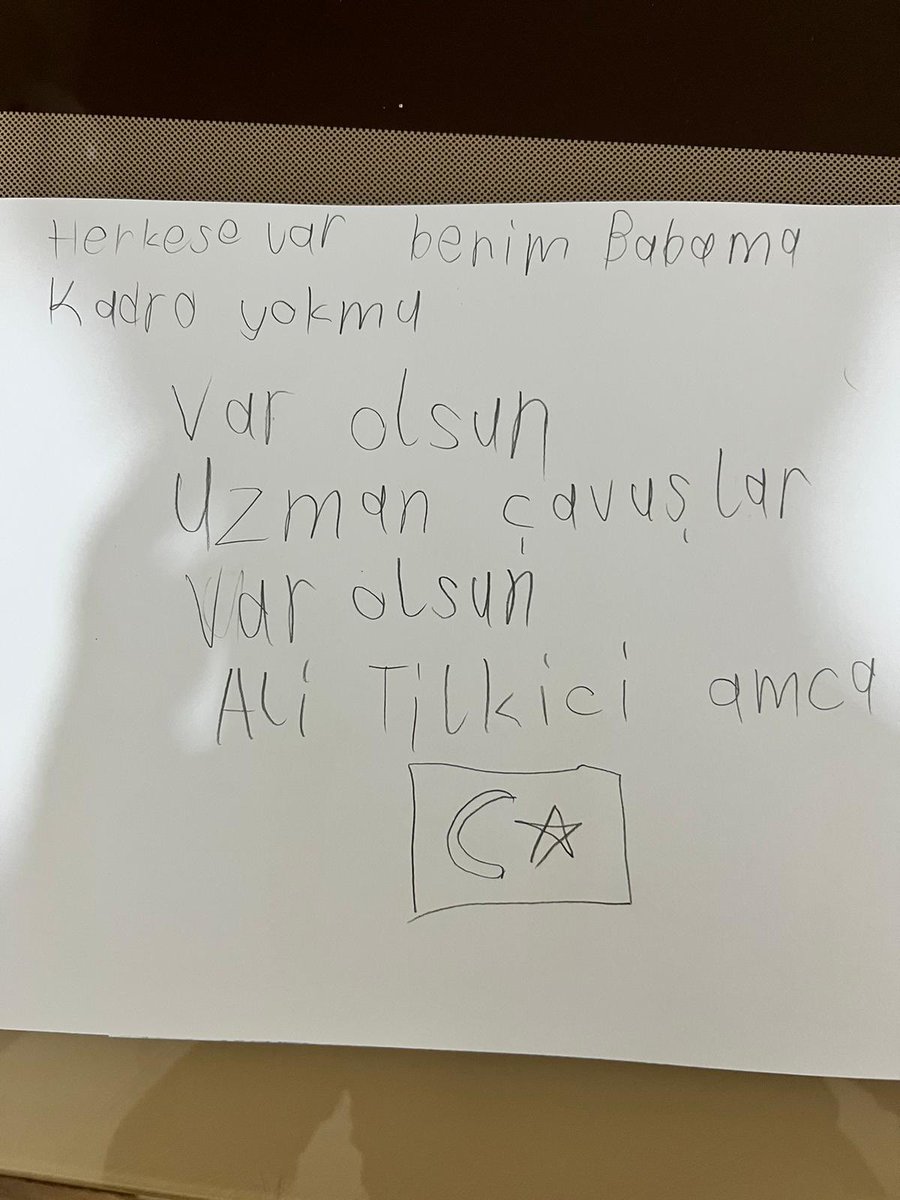 Herkese var benim Babama
Kadro yokmu
Var olsun
Uzman çavuşlar
Var olsun
Ali Tilkici amca